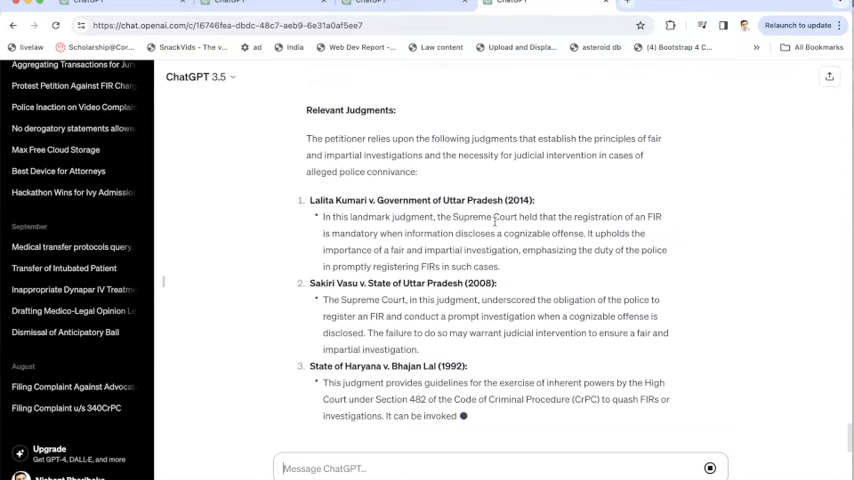 ChatGPT
ChatGPT
ChatGPT
ChatGPT
https://chat.openai.com/c/16746fea-dbdc-48c7-aeb9-6e31a0af5ee7
Relaunch to update
livelaw
Scholarship@Cor...
SnackVids - The v...
ad
India
Web Dev Report -...
Law content
Upload and Displa...
asteroid db
(4) Bootstrap 4 C...
»
All Bookmarks
Aggregating Transactions for Juri
Protest Petition Against FIR Char
Police Inaction on Video Complai
No derogatory statements allowe
Max Free Cloud Storage
Best Device for Attorneys
Hackathon Wins for Ivy Admissio
September
Medical transfer protocols query.
Transfer of Intubated Patient
Inappropriate Dynapar IV Treatm
Drafting Medico-Legal Opinion Le
Dismissal of Anticipatory Bail
August
Filing Complaint Against Advocat
Filing Complaint u/s 340CrPC
Upgrade
Get GPT-4, DALL·E, and more
ChatGPT 3.5
Relevant Judgments:
The petitioner relies upon the following judgments that establish the principles of fair
and impartial investigations and the necessity for judicial intervention in cases of
alleged police connivance:
1. Lalita Kumari v. Government of Uttar Pradesh (2014):
• In this landmark judgment, the Supreme Court held that the registration of an FIR
is mandatory when information discloses a cognizable offense. It upholds the
importance of a fair and impartial investigation, emphasizing the duty of the police
in promptly registering FIRs in such cases.
2. Sakiri Vasu v. State of Uttar Pradesh (2008):
• The Supreme Court, in this judgment, underscored the obligation of the police to
register an FIR and conduct a prompt investigation when a cognizable offense is
disclosed. The failure to do so may warrant judicial intervention to ensure a fair and
impartial investigation.
3. State of Haryana v. Bhajan Lal (1992):
• This judgment provides guidelines for the exercise of inherent powers by the High
Court under Section 482 of the Code of Criminal Procedure (CrPC) to quash FIRs or
investigations. It can be invoked
Message ChatGPT...